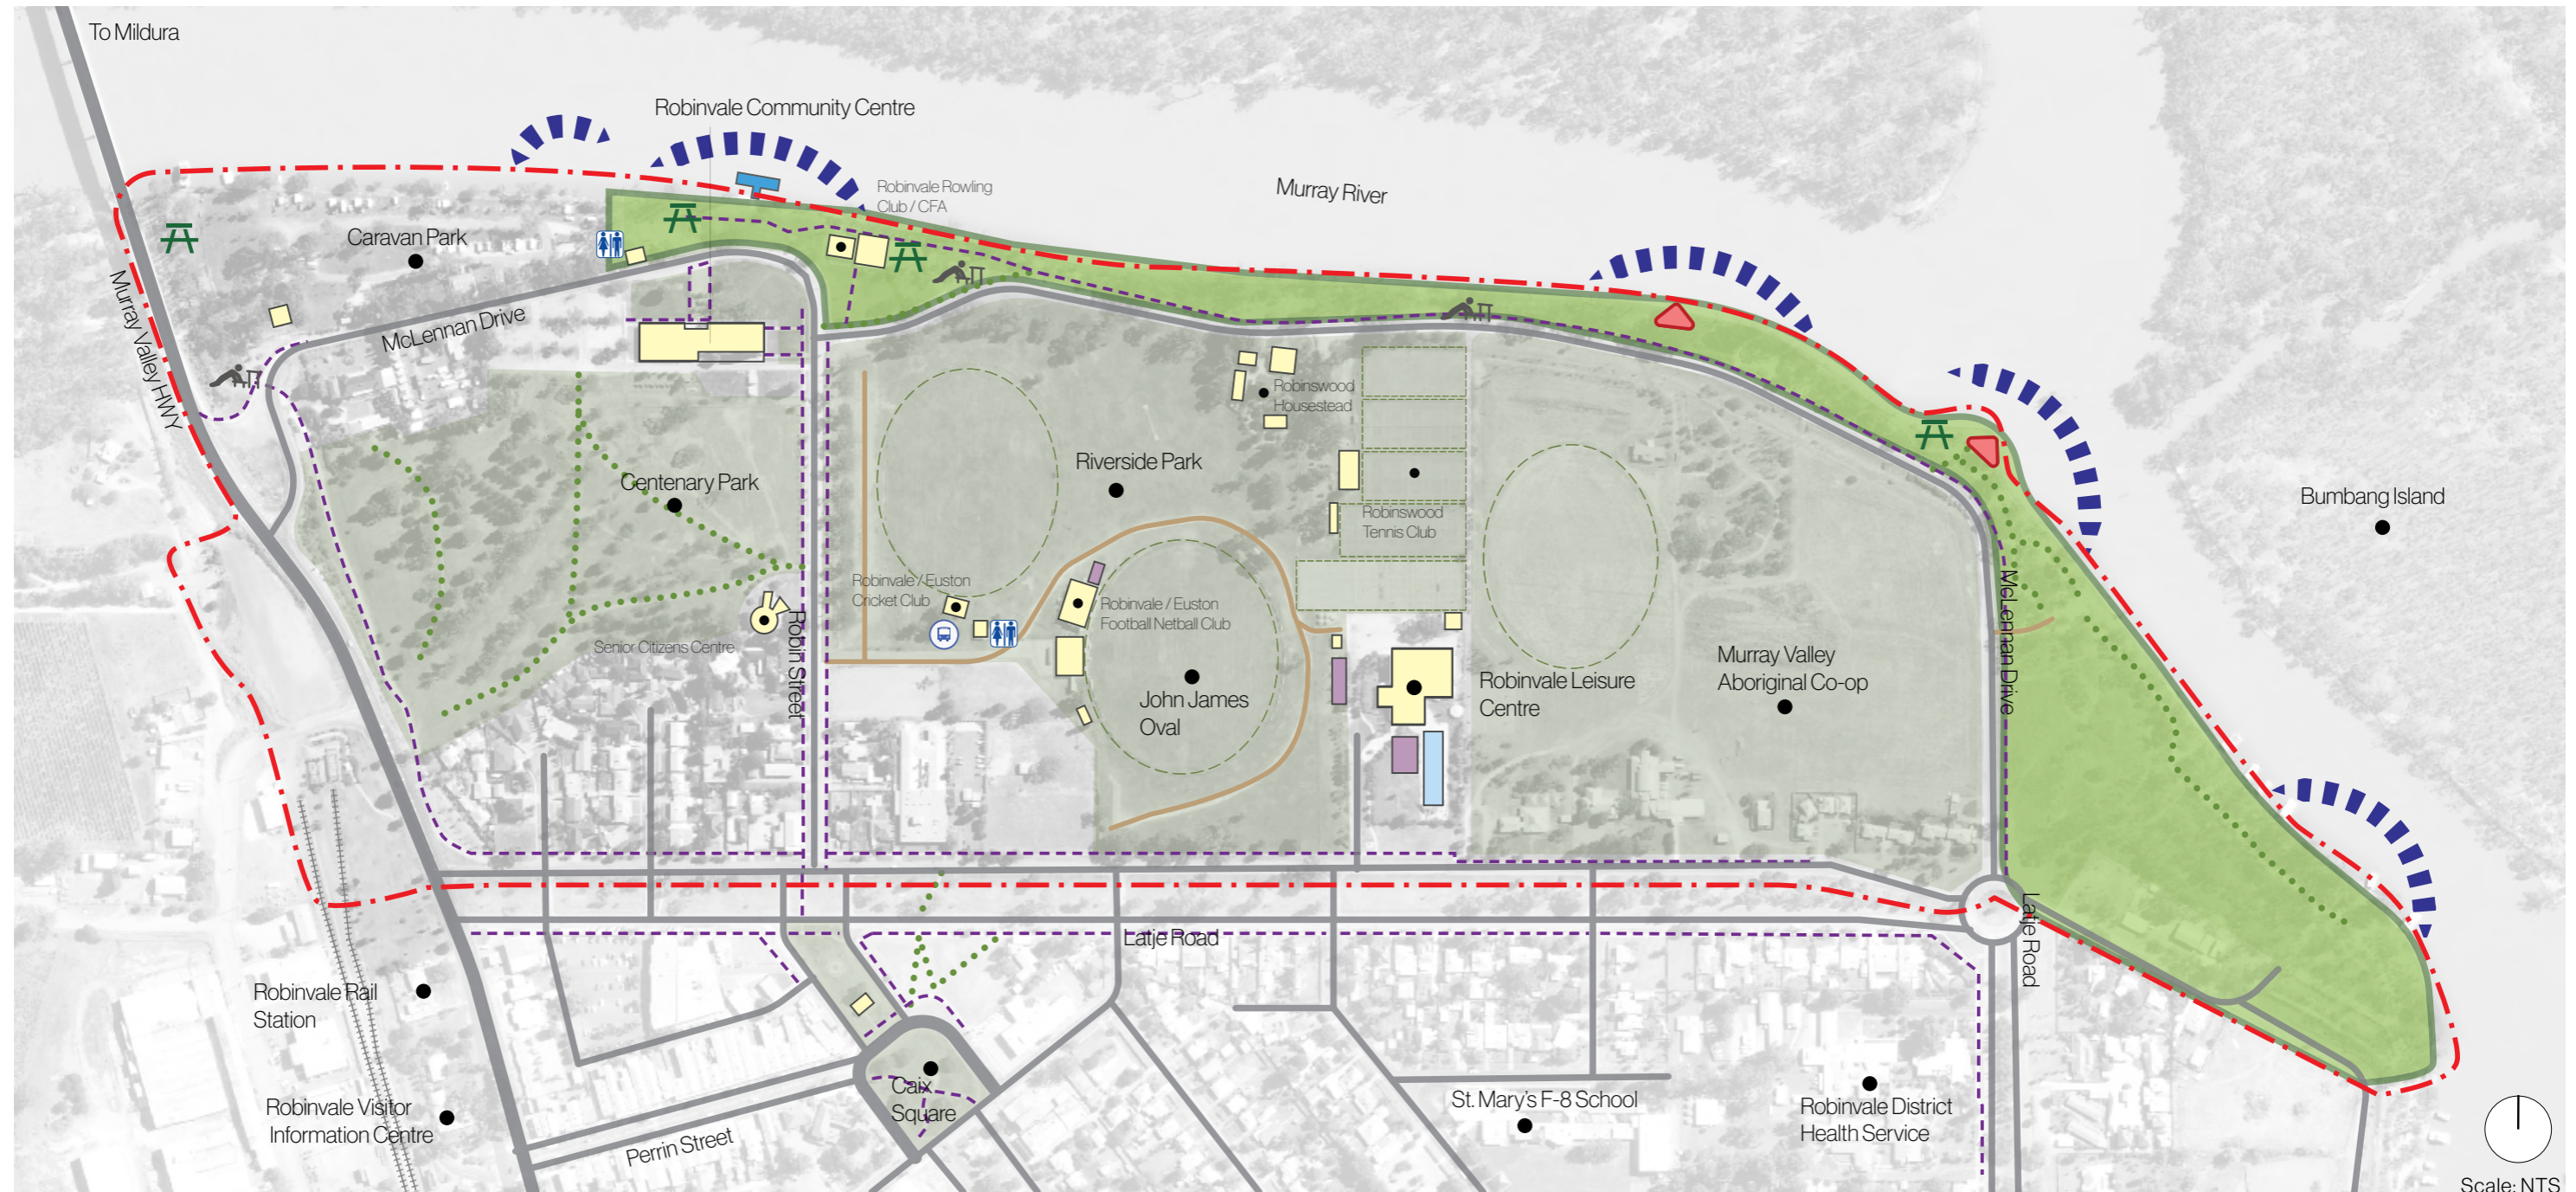 To Mildura
Robinvale Community Centre
Robinvale Rowling
Club / CFA
Murray River
Caravan Park
McLennan Drive
Murray Valley HWY
Robinswood
Housestead
Riverside Park
Centenary Park
Bumbang Island
Robinswood
Tennis Club
Robinvale / Euston
Cricket Club
Robinvale / Euston
Football Netball Club
Senior Citizens Centre
Robin Street
McLennan Drive
John James
Oval
Robinvale Leisure
Centre
Murray Valley
Aboriginal Co-op
Latje Road
Latje Road
Robinvale Rail
Station
Caix
Square
Robinvale Visitor
Information Centre
Perrin Street
St. Mary's F-8 School
Robinvale District
Health Service
Scale: NTS